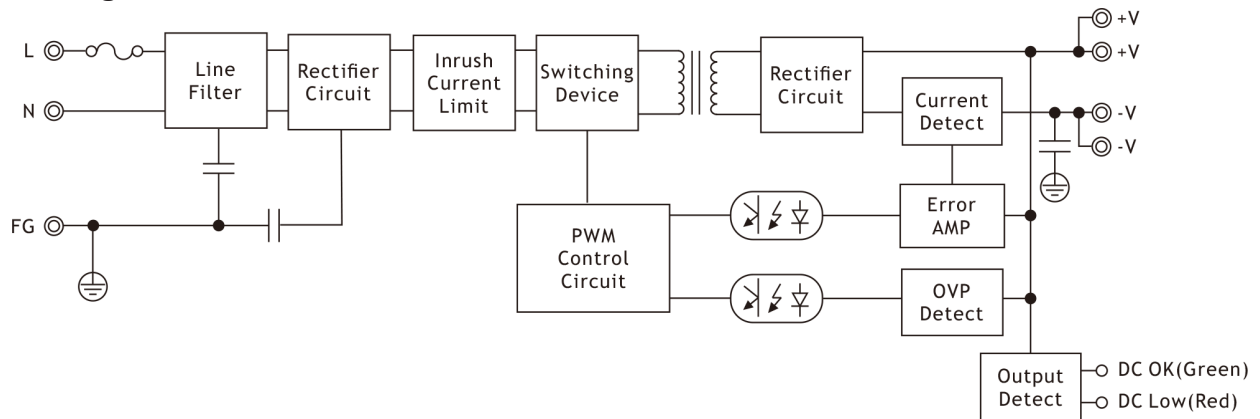 +V
L
Line
Filter
Rectifier
Circuit
Inrush
Current
Limit
Switching
Device
Rectifier
Circuit
+V
N
Current
Detect
-V
-V
FG
PWM
Control
Circuit
Error
AMP
OVP
Detect
Output
Detect
DC OK(Green)
DC Low(Red)